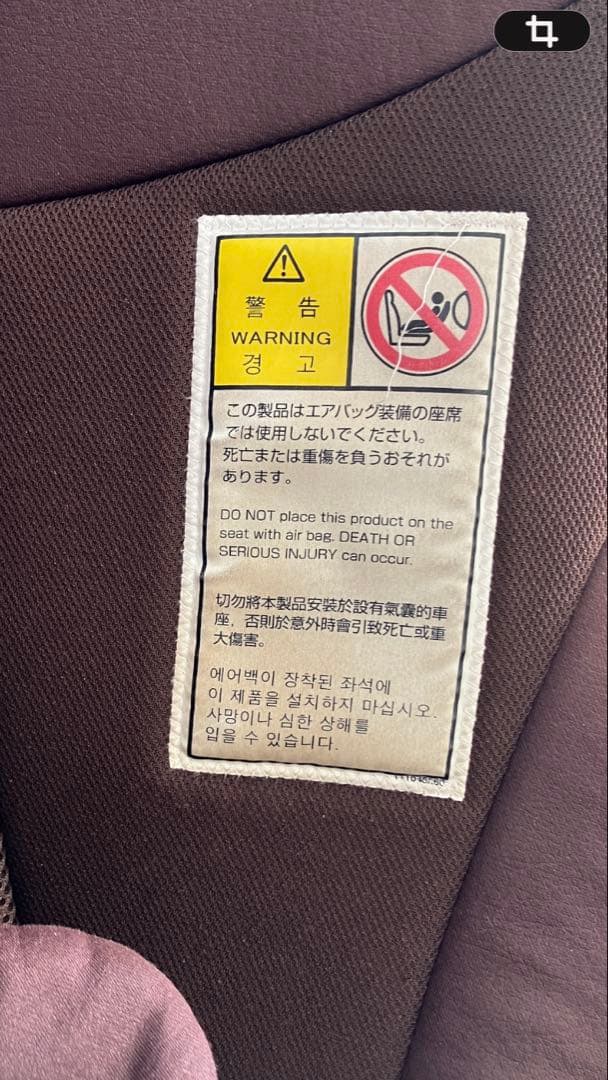 警 告
WARNING
경 고
この製品はエアバッグ装備の座席
では使用しないでください。
死亡または重傷を負うおそれが
あります。
DO NOT place this product on the
seat with air bag. DEATH OR
SERIOUS INJURY can occur.
切勿將本製品安裝於設有氣囊的車
座，否則於意外時會引致死亡或重
大傷害。
에어백이 장착된 좌석에
이 제품을 설치하지 마십시오.
사망이나 심한 상해를
입을 수 있습니다.